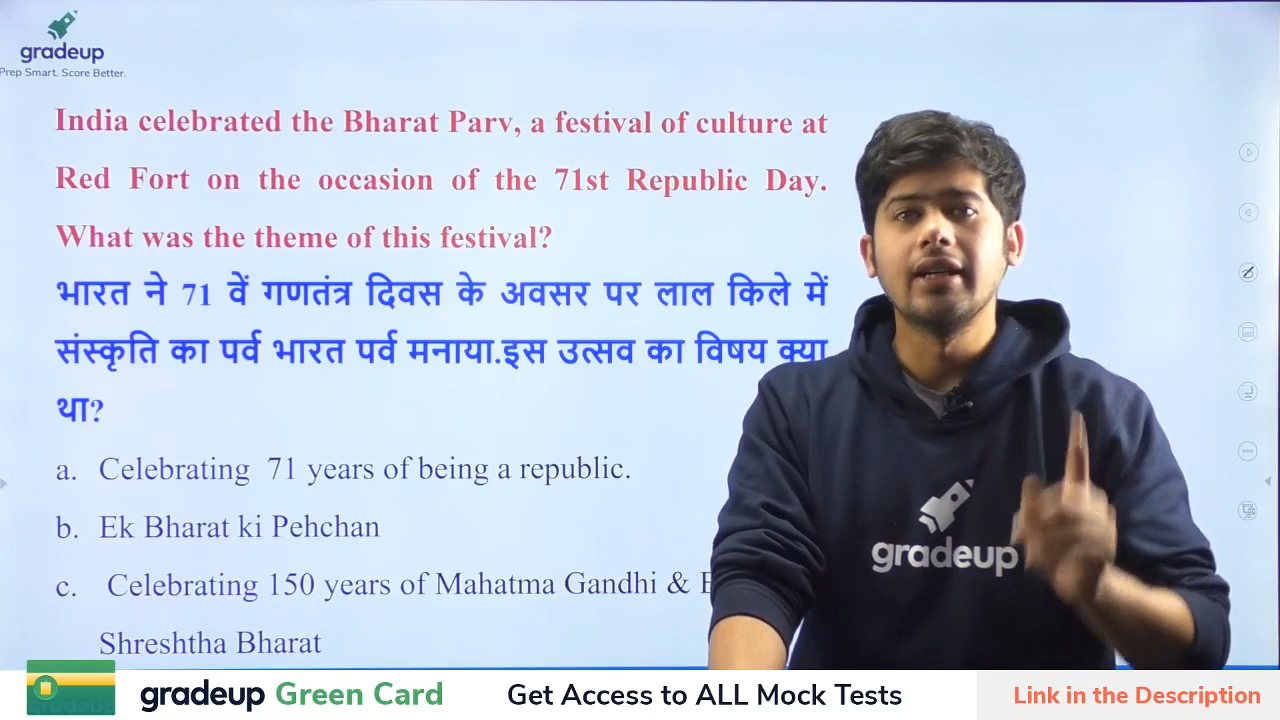 gradeup
Prep Smart. Score Better.
India celebrated the Bharat Parv, a festival of culture at
Red Fort on the occasion of the 71st Republic Day.
What was the theme of this festival?
भारत ने 71 वें गणतंत्र दिवस के अवसर पर लाल किले में
संस्कृति का पर्व भारत पर्व मनाया.इस उत्सव का विषय क्या
था?
a. Celebrating 71 years of being a republic.
b. Ek Bharat ki Pehchan
c. Celebrating 150 years of Mahatma Gandhi &
Shreshtha Bharat
gradeup
gradeup Green Card Get Access to ALL Mock Tests Link in the Description